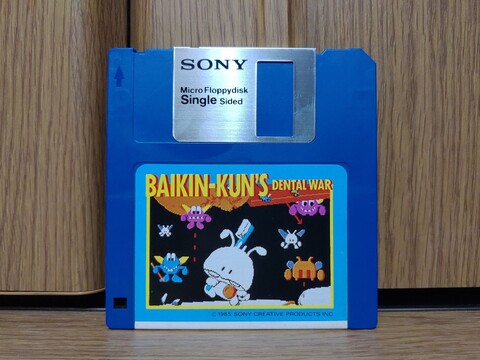 SONY
Micro Floppydisk
Single Sided
BAIKIN-KUN'S DENTAL WAR
© 1985 SONY CREATIVE PRODUCTS INC.